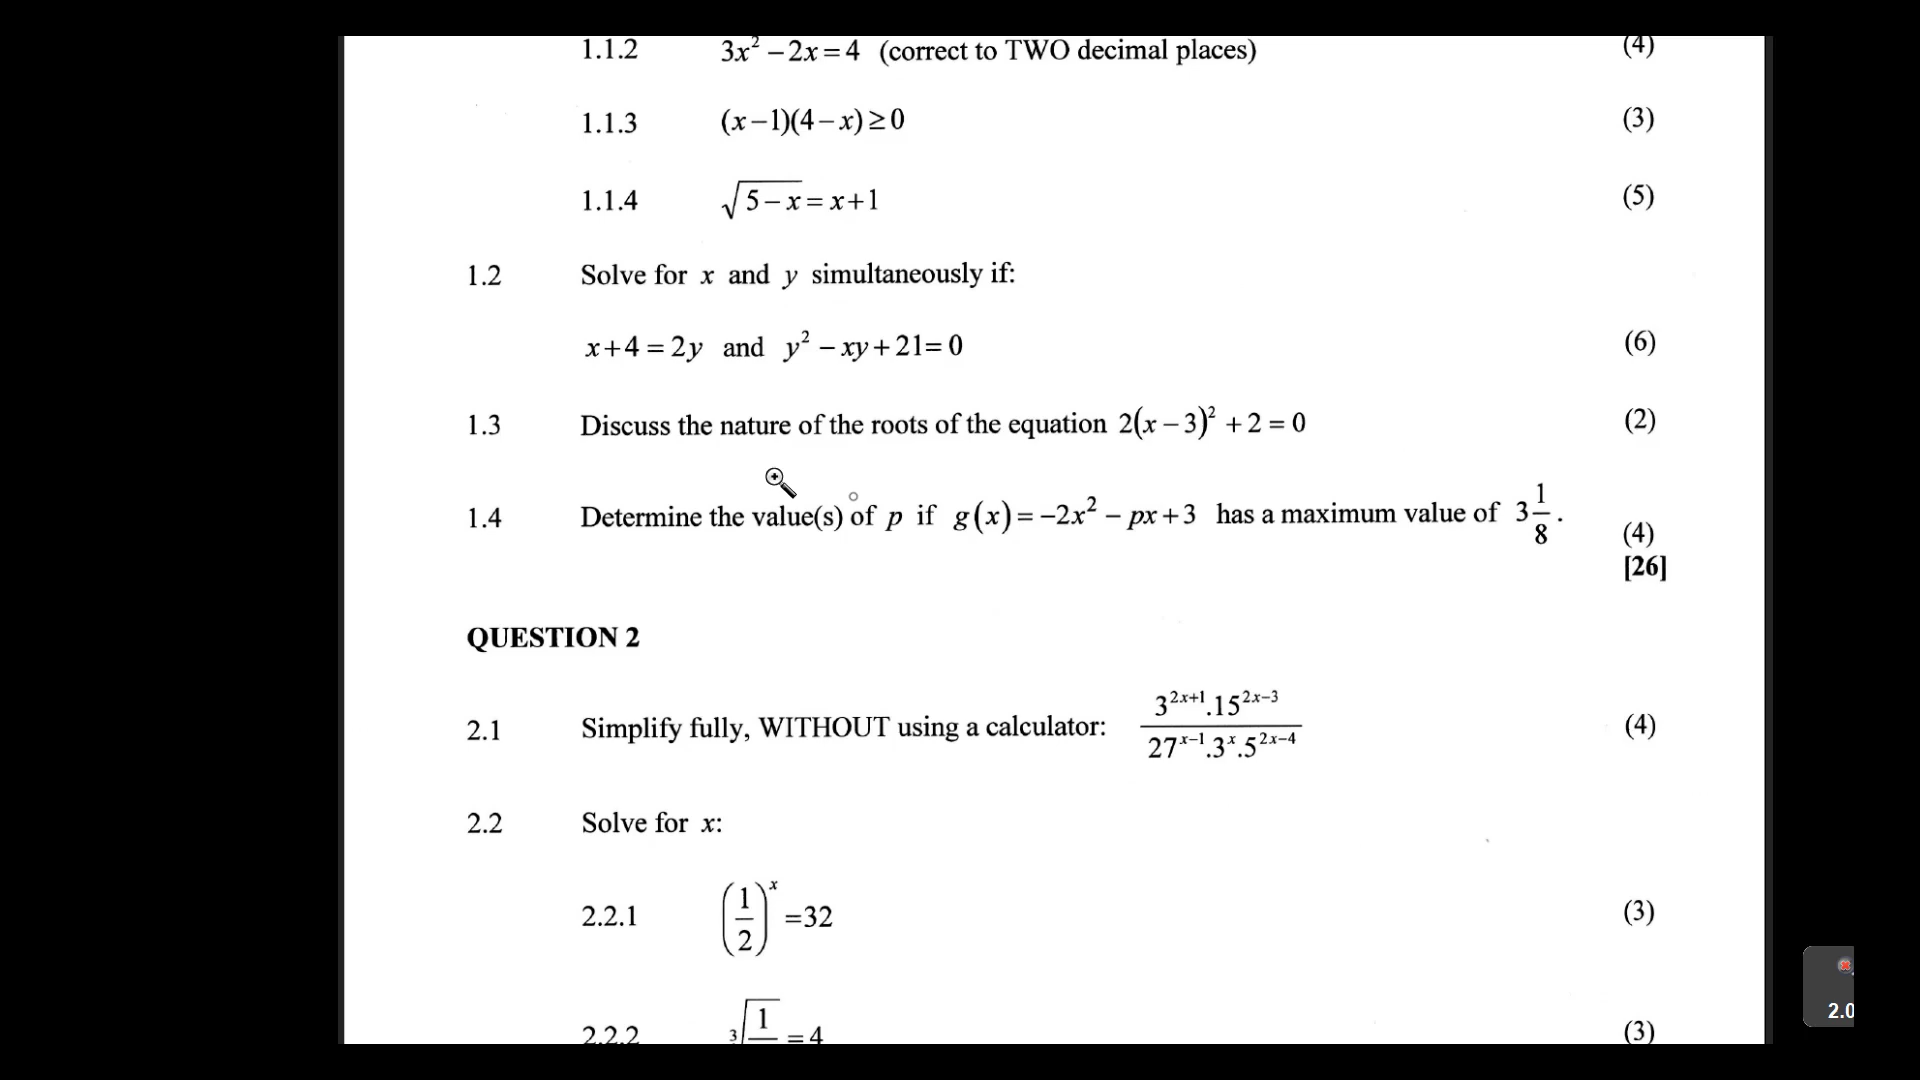 1.1.2 3x² – 2x = 4 (correct to TWO decimal places) (4)
1.1.3 (x – 1)(4 – x) ≥ 0 (3)
1.1.4 √(5 – x) = x + 1 (5)
1.2 Solve for x and y simultaneously if:
x + 4 = 2y and y² – xy + 21 = 0 (6)
1.3 Discuss the nature of the roots of the equation 2(x – 3)² + 2 = 0 (2)
1.4 Determine the value(s) of p if g(x) = –2x² – px + 3 has a maximum value of 3 1/8. (4)
[26]
QUESTION 2
2.1 Simplify fully, WITHOUT using a calculator: 3^(2x+1).15^(2x–3) / 27^(x–1).3^x.5^(2x–4) (4)
2.2 Solve for x:
2.2.1 (1/2)^x = 32 (3)
2.2.2 ³√1 = 4 (3)
2.0